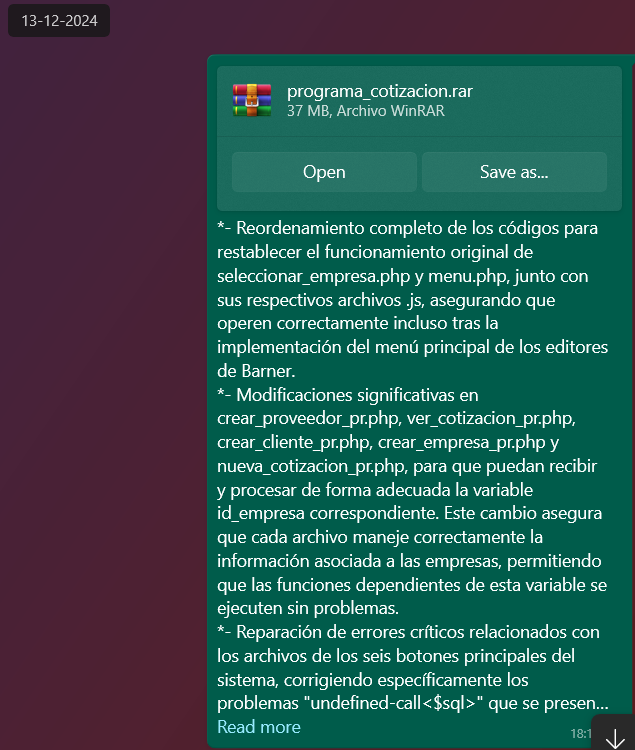 13-12-2024
programa_cotizacion.rar
37 MB, Archivo WinRAR
Open Save as...
*- Reordenamiento completo de los códigos para
restablecer el funcionamiento original de
seleccionar_empresa.php y menu.php, junto con
sus respectivos archivos .js, asegurando que
operen correctamente incluso tras la
implementación del menú principal de los editores
de Barner.
*- Modificaciones significativas en
crear_proveedor_pr.php, ver_cotizacion_pr.php,
crear_cliente_pr.php, crear_empresa_pr.php y
nueva_cotizacion_pr.php, para que puedan recibir
y procesar de forma adecuada la variable
id_empresa correspondiente. Este cambio asegura
que cada archivo maneje correctamente la
información asociada a las empresas, permitiendo
que las funciones dependientes de esta variable se
ejecuten sin problemas.
*- Reparación de errores críticos relacionados con
los archivos de los seis botones principales del
sistema, corrigiendo específicamente los
problemas "undefined-call<$sql>" que se presen...
Read more